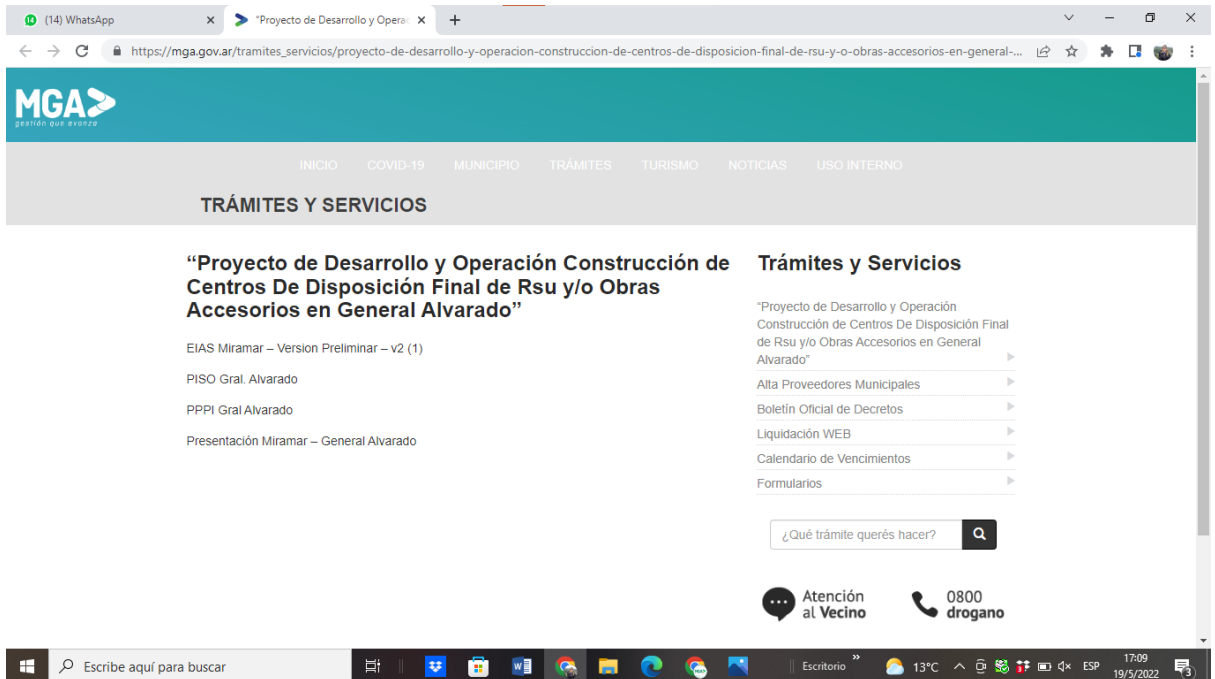 (14) WhatsApp
"Proyecto de Desarrollo y Operac
https://mga.gov.ar/tramites_servicios/proyecto-de-desarrollo-y-operacion-construccion-de-centros-de-disposicion-final-de-rsu-y-o-obras-accesorios-en-general-...
MGA
gestión que avanza
INICIO COVID-19 MUNICIPIO TRÁMITES TURISMO NOTICIAS USO INTERNO
TRÁMITES Y SERVICIOS
“Proyecto de Desarrollo y Operación Construcción de
Centros De Disposición Final de Rsu y/o Obras
Accesorios en General Alvarado”
EIAS Miramar – Version Preliminar – v2 (1)
PISO Gral. Alvarado
PPPI Gral Alvarado
Presentación Miramar – General Alvarado
Trámites y Servicios
“Proyecto de Desarrollo y Operación
Construcción de Centros De Disposición Final
de Rsu y/o Obras Accesorios en General
Alvarado”
Alta Proveedores Municipales
Boletín Oficial de Decretos
Liquidación WEB
Calendario de Vencimientos
Formularios
¿Qué trámite querés hacer?
Atención
al Vecino
0800
drogano
Escribe aquí para buscar
Escritorio
13°C
ESP
17:09
19/5/2022